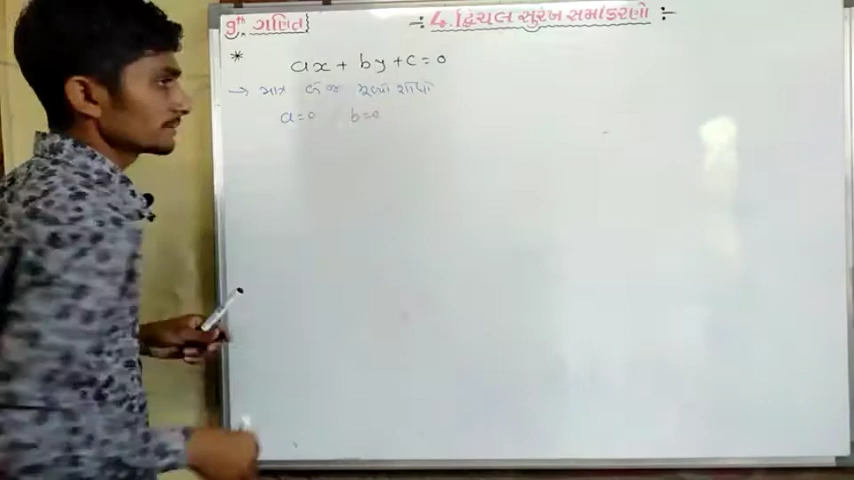 9th ગણિત
-: 4. દ્વિચલ સુરેખ સમીકરણો :-
* ax + by + c = 0
→ માત્ર બે જ મૂલ્યો શોધો
a=0 b=0